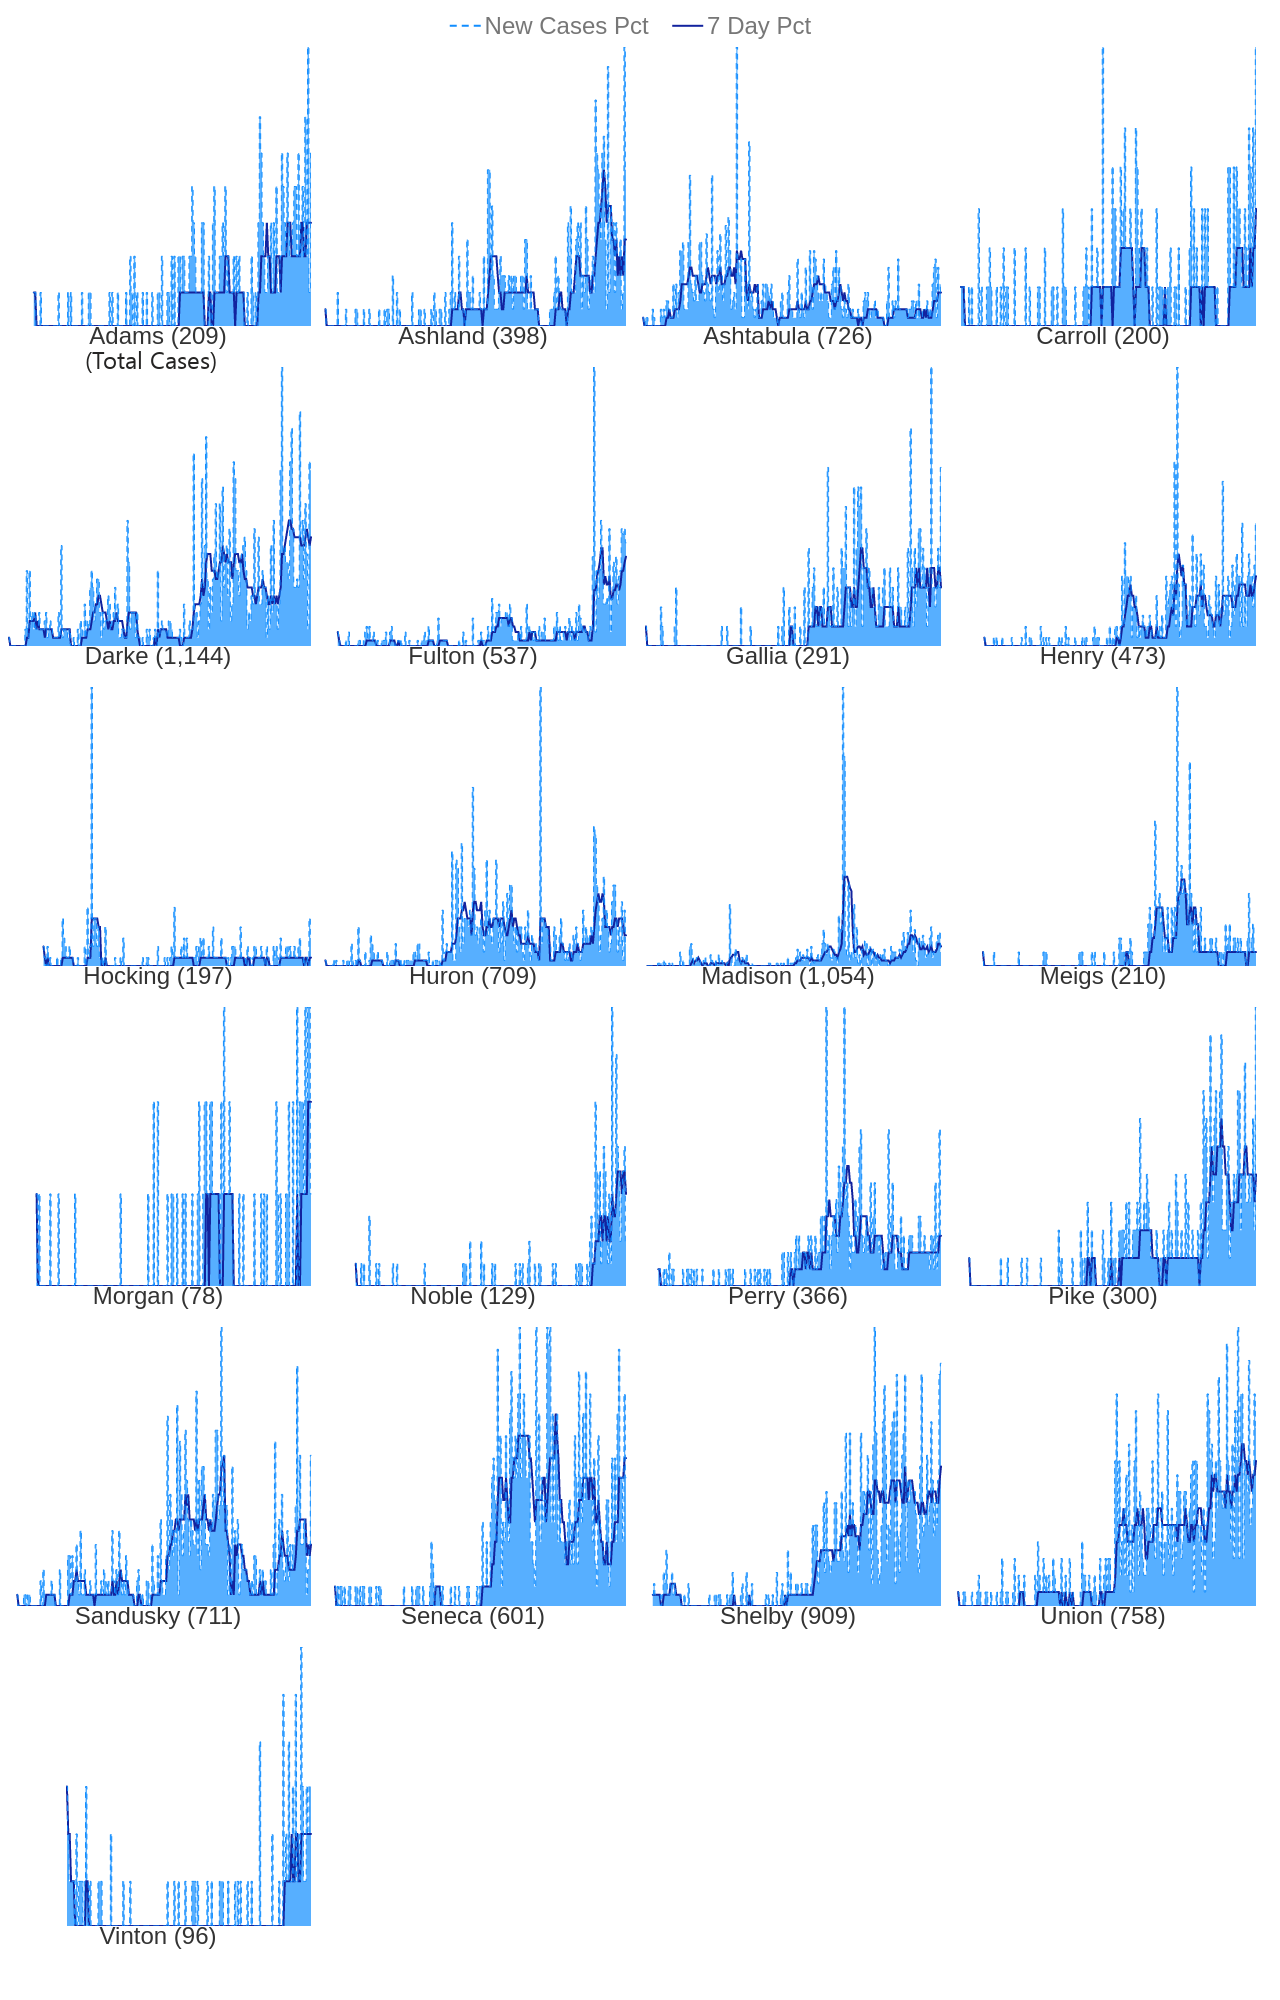 New Cases Pct 7 Day Pct
Adams (209) Ashland (398) Ashtabula (726) Carroll (200)
(Total Cases)
Darke (1,144) Fulton (537) Gallia (291) Henry (473)
Hocking (197) Huron (709) Madison (1,054) Meigs (210)
Morgan (78) Noble (129) Perry (366) Pike (300)
Sandusky (711) Seneca (601) Shelby (909) Union (758)
Vinton (96)